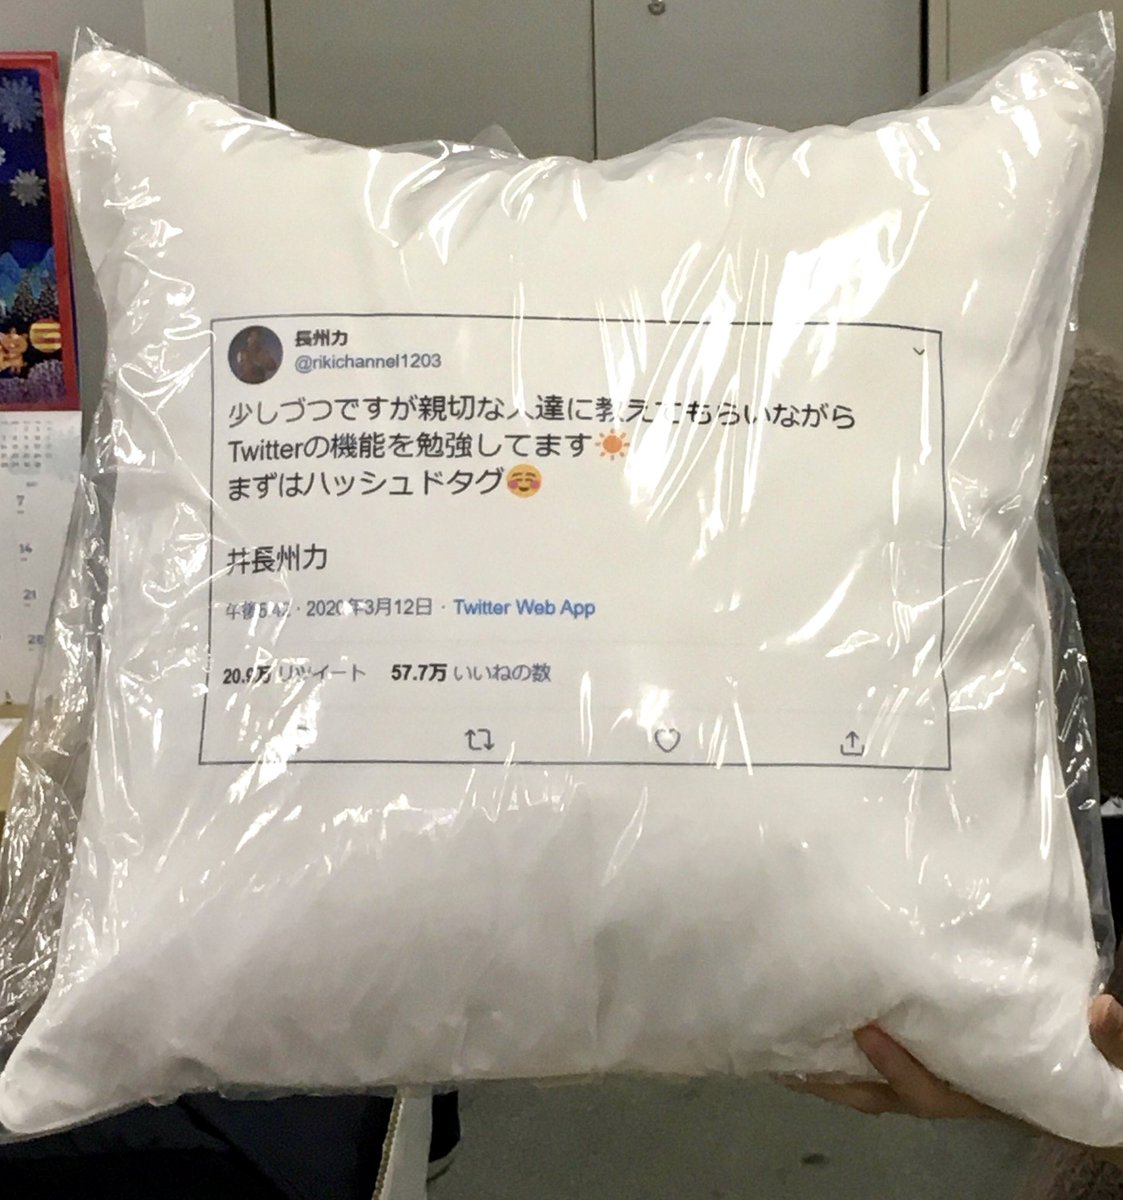 長州力
@rikichannel1203
少しづつですが親切な人達に教えてもらいながら
Twitterの機能を勉強してます☀
まずはハッシュドタグ☺
井長州力
2020年3月12日 · Twitter Web App
リツイート 57.7万 いいねの数
7
14
21
28